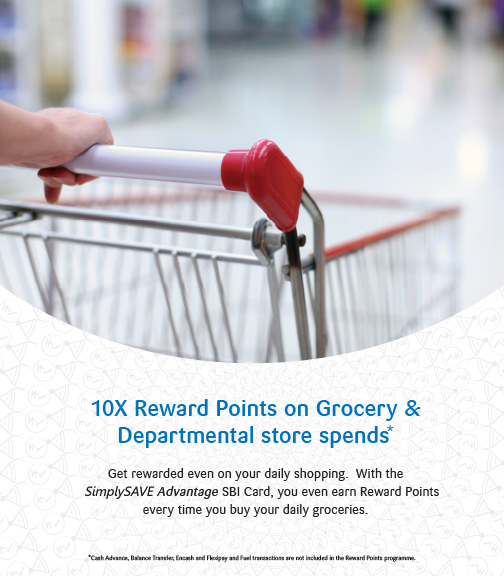 10X Reward Points on Grocery &
Departmental store spends*
Get rewarded even on your daily shopping. With the
SimplySAVE Advantage SBI Card, you even earn Reward Points
every time you buy your daily groceries.
*Cash Advance, Balance Transfer, Encash and Flexipay and Fuel transactions are not included in the Reward Points programme.